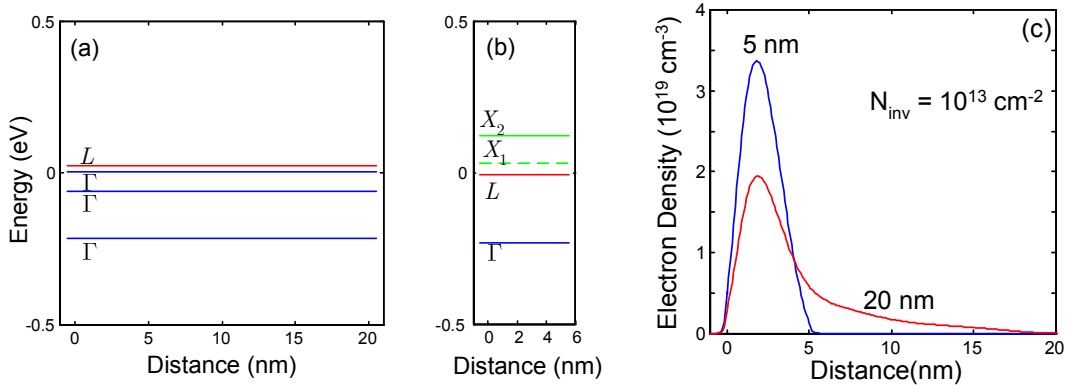 (a)
0.5
0
-0.5
Energy (eV)
L
Γ
Γ
Γ
0
5
10
15
20
Distance (nm)
(b)
0.5
0
-0.5
X₂
X₁
L
Γ
0
2
4
6
Distance (nm)
(c)
4
3
2
1
0
Electron Density (10¹⁹ cm⁻³)
5 nm
N_inv = 10¹³ cm⁻²
20 nm
0
5
10
15
20
Distance(nm)